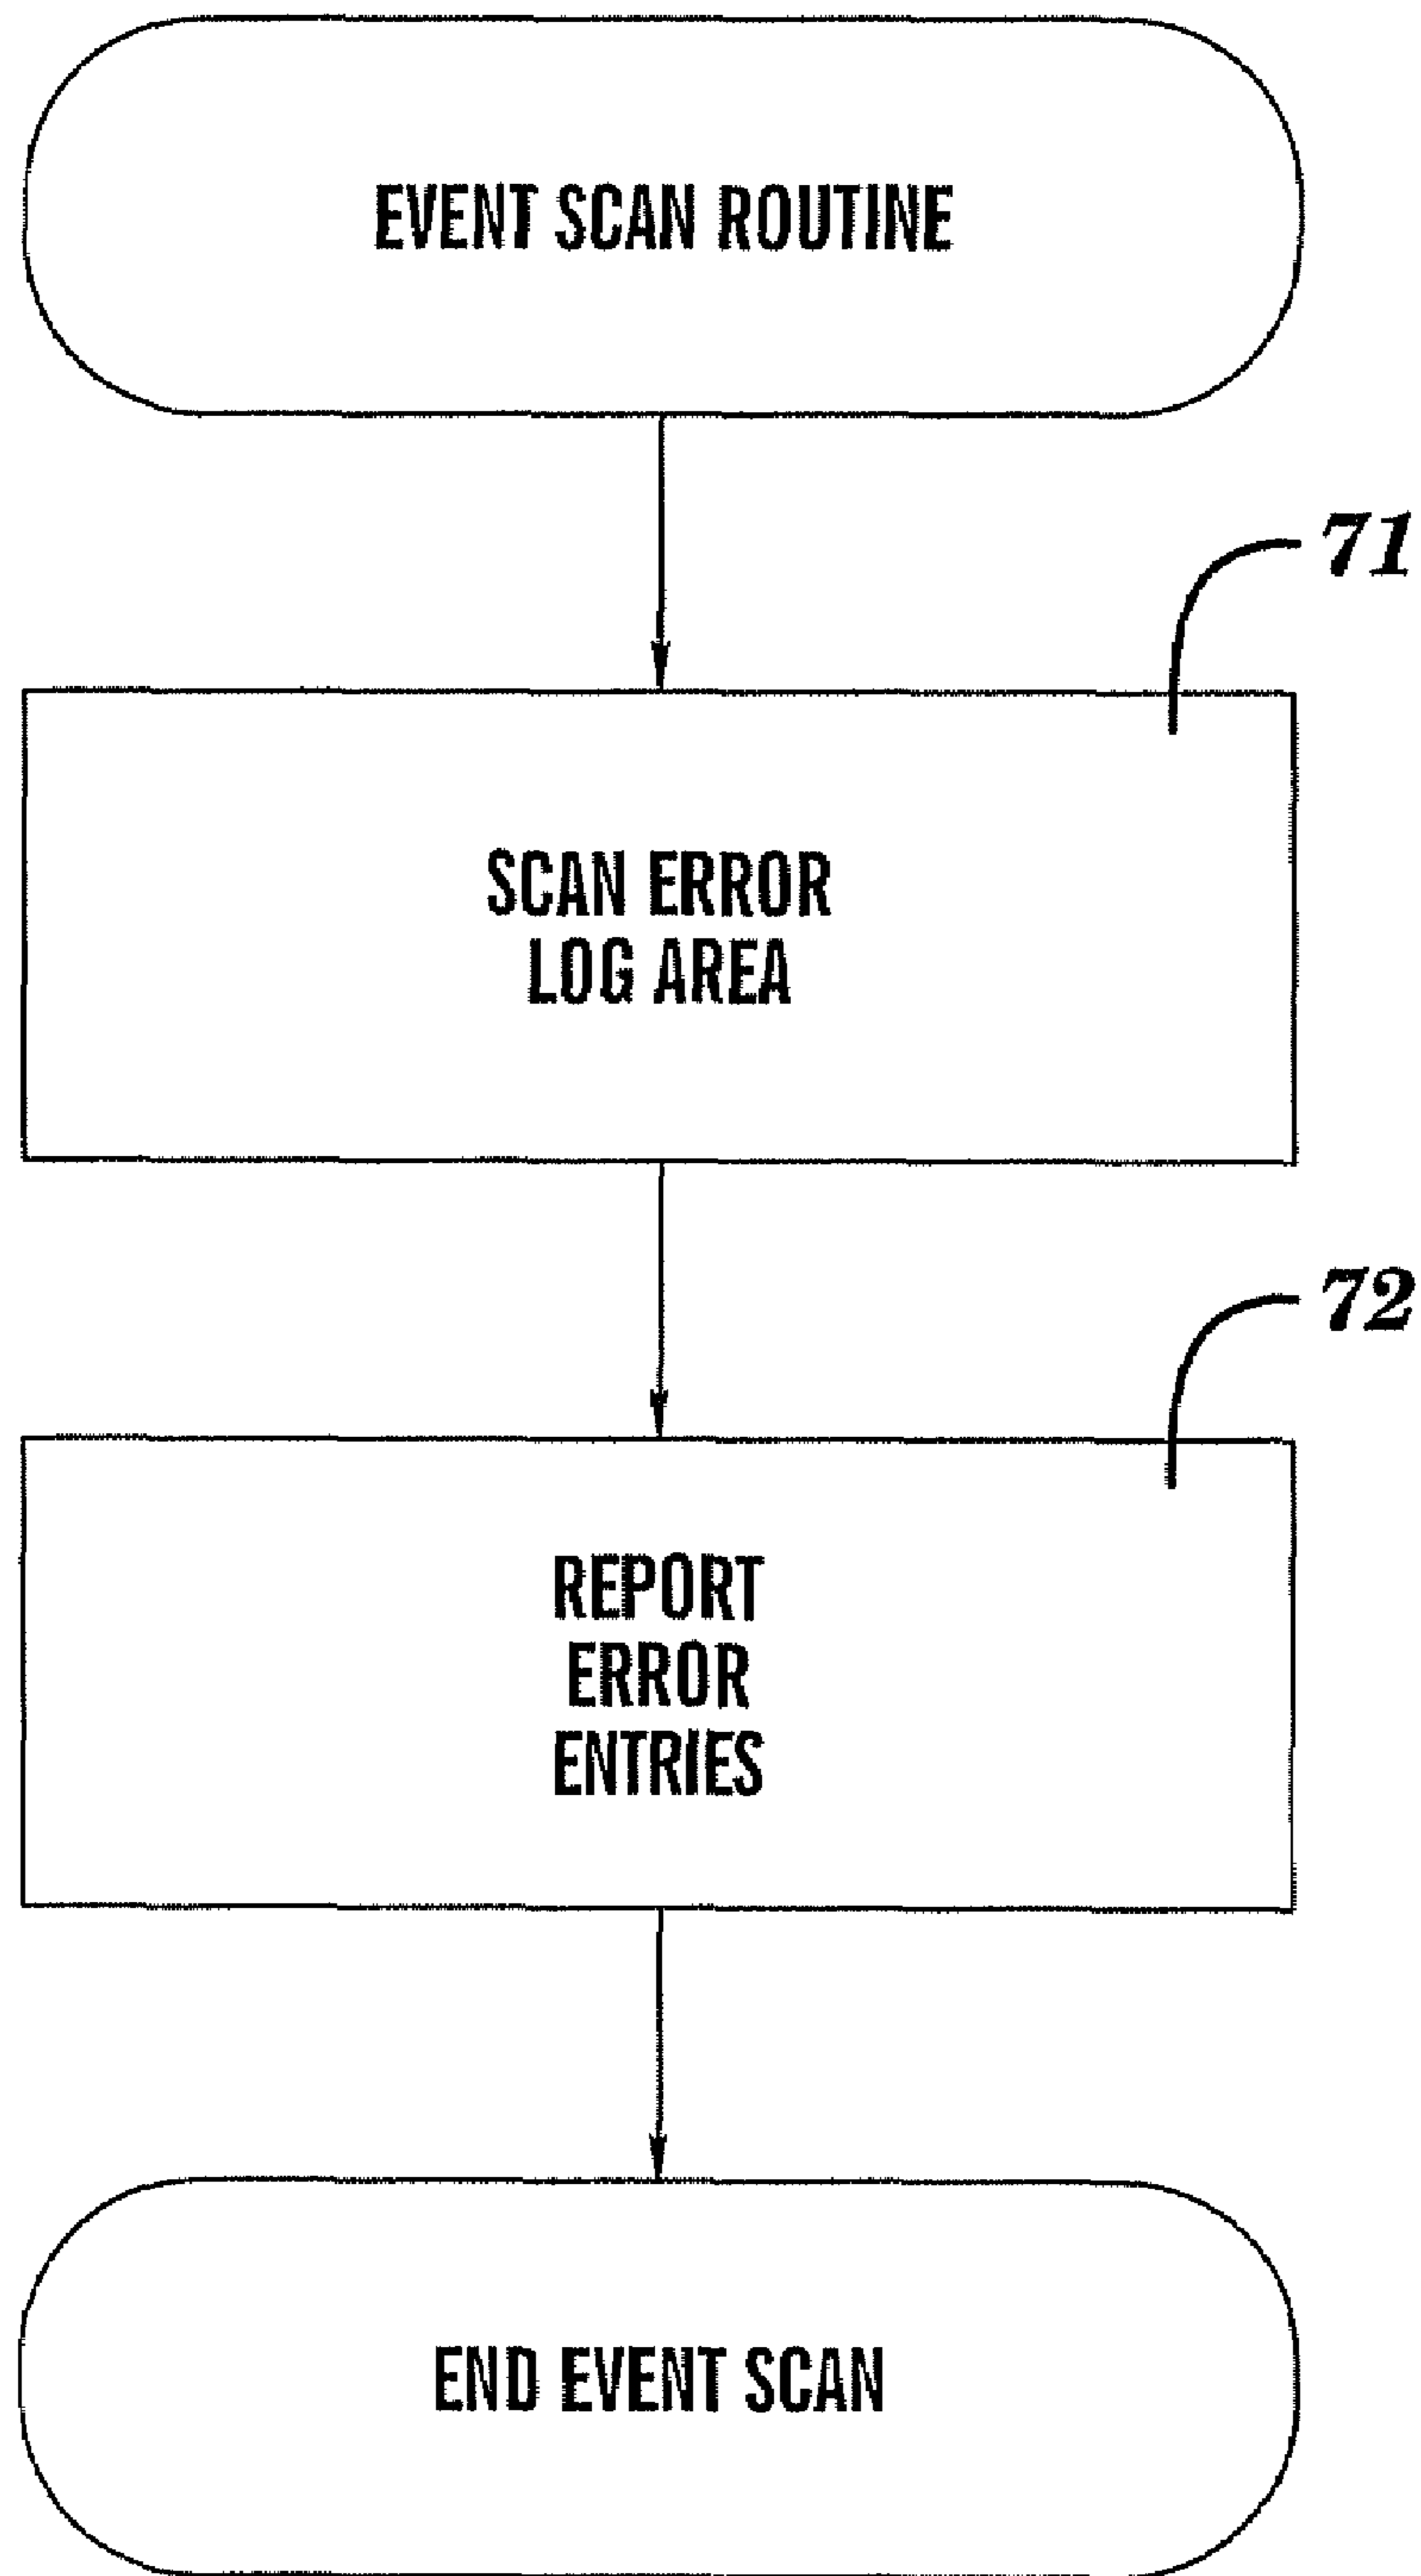 EVENT SCAN ROUTINE
71
SCAN ERROR
LOG AREA
72
REPORT
ERROR
ENTRIES
END EVENT SCAN